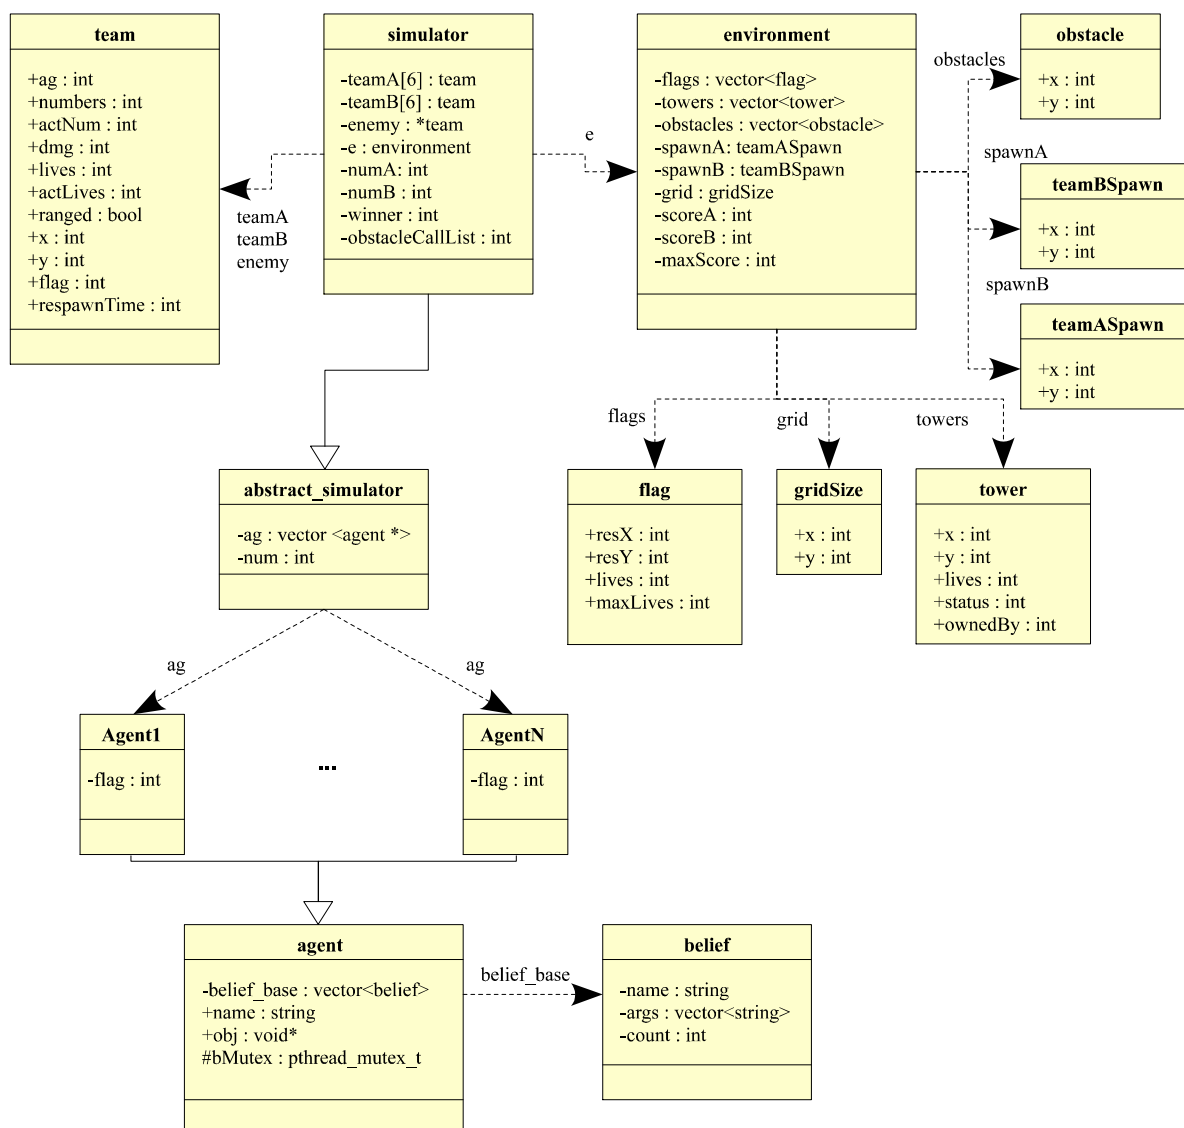 team
+ag : int
+numbers : int
+actNum : int
+dmg : int
+lives : int
+actLives : int
+ranged : bool
+x : int
+y : int
+flag : int
+respawnTime : int
simulator
-teamA[6] : team
-teamB[6] : team
-enemy : *team
-e : environment
-numA: int
-numB : int
-winner : int
-obstacleCallList : int
teamA
teamB
enemy
e
environment
-flags : vector<flag>
-towers : vector<tower>
-obstacles : vector<obstacle>
-spawnA: teamASpawn
-spawnB : teamBSpawn
-grid : gridSize
-scoreA : int
-scoreB : int
-maxScore : int
obstacles
obstacle
+x : int
+y : int
spawnA
teamBSpawn
+x : int
+y : int
spawnB
teamASpawn
+x : int
+y : int
flags
grid
towers
abstract_simulator
-ag : vector <agent *>
-num : int
flag
+resX : int
+resY : int
+lives : int
+maxLives : int
gridSize
+x : int
+y : int
tower
+x : int
+y : int
+lives : int
+status : int
+ownedBy : int
ag
ag
Agent1
-flag : int
...
AgentN
-flag : int
agent
-belief_base : vector<belief>
+name : string
+obj : void*
#bMutex : pthread_mutex_t
belief_base
belief
-name : string
-args : vector<string>
-count : int